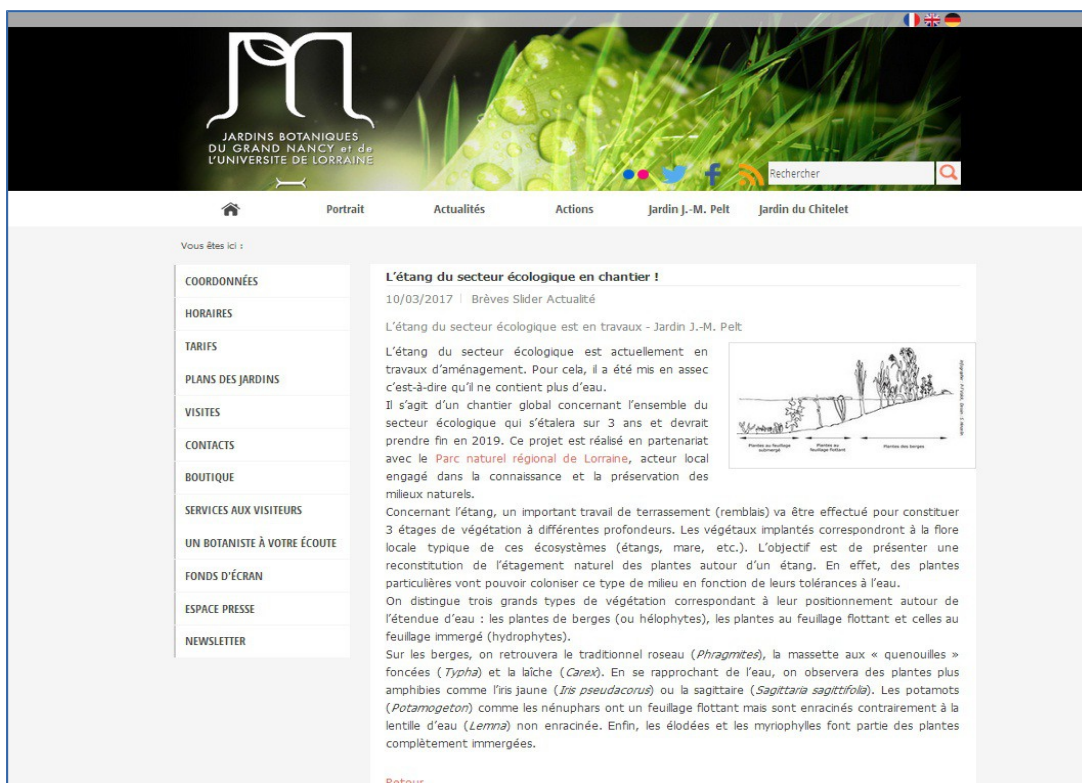 JARDINS BOTANIQUES
DU GRAND NANCY et de
L'UNIVERSITE DE LORRAINE
Rechercher
Portrait
Actualités
Actions
Jardin J.-M. Pelt
Jardin du Chitelet
Vous êtes ici :
COORDONNÉES
HORAIRES
TARIFS
PLANS DES JARDINS
VISITES
CONTACTS
BOUTIQUE
SERVICES AUX VISITEURS
UN BOTANISTE À VOTRE ÉCOUTE
FONDS D'ÉCRAN
ESPACE PRESSE
NEWSLETTER
L'étang du secteur écologique en chantier !
10/03/2017 | Brèves Slider Actualité
L'étang du secteur écologique est en travaux - Jardin J.-M. Pelt
L'étang du secteur écologique est actuellement en
travaux d'aménagement. Pour cela, il a été mis en assec
c'est-à-dire qu'il ne contient plus d'eau.
Il s'agit d'un chantier global concernant l'ensemble du
secteur écologique qui s'étalera sur 3 ans et devrait
prendre fin en 2019. Ce projet est réalisé en partenariat
avec le Parc naturel régional de Lorraine, acteur local
engagé dans la connaissance et la préservation des
milieux naturels.
Plantes au feuillage
submergé
Plantes au
feuillage flottant
Plantes des berges
Concernant l'étang, un important travail de terrassement (remblais) va être effectué pour constituer
3 étages de végétation à différentes profondeurs. Les végétaux implantés correspondront à la flore
locale typique de ces écosystèmes (étangs, mare, etc.). L'objectif est de présenter une
reconstitution de l'étagement naturel des plantes autour d'un étang. En effet, des plantes
particulières vont pouvoir coloniser ce type de milieu en fonction de leurs tolérances à l'eau.
On distingue trois grands types de végétation correspondant à leur positionnement autour de
l'étendue d'eau : les plantes de berges (ou hélophytes), les plantes au feuillage flottant et celles au
feuillage immergé (hydrophytes).
Sur les berges, on retrouvera le traditionnel roseau (Phragmites), la massette aux « quenouilles »
foncées (Typha) et la laîche (Carex). En se rapprochant de l'eau, on observera des plantes plus
amphibies comme l'iris jaune (Iris pseudacorus) ou la sagittaire (Sagittaria sagittifolia). Les potamots
(Potamogeton) comme les nénuphars ont un feuillage flottant mais sont enracinés contrairement à la
lentille d'eau (Lemna) non enracinée. Enfin, les élodées et les myriophylles font partie des plantes
complètement immergées.
Retour